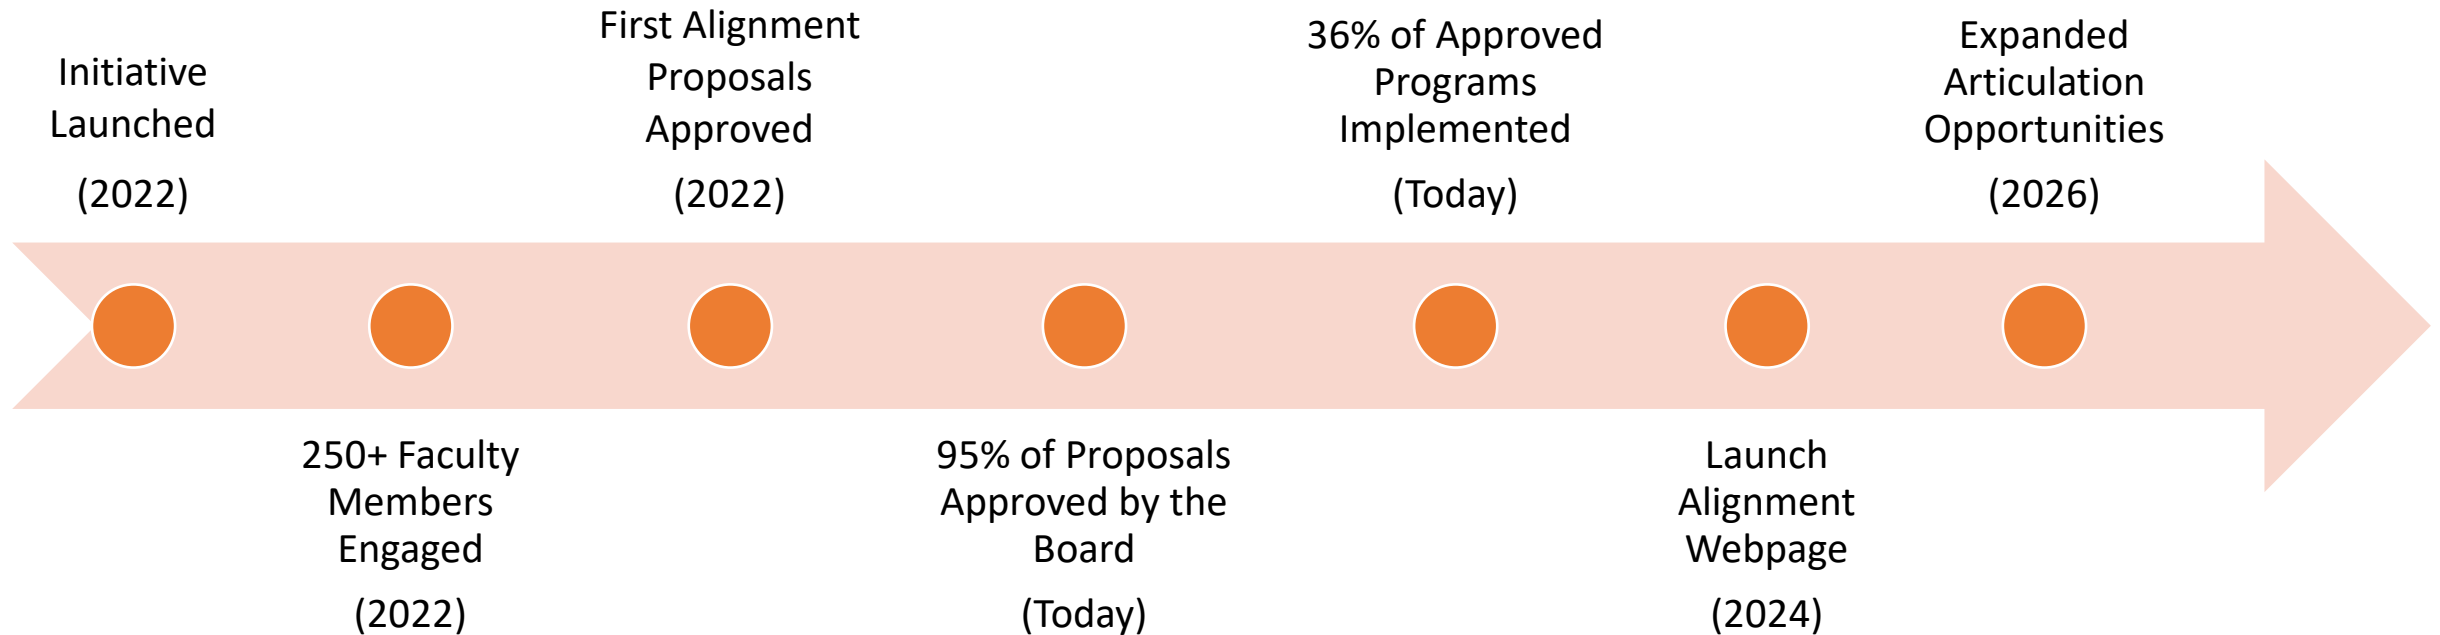 Initiative
Launched
(2022)
250+ Faculty
Members
Engaged
(2022)
First Alignment
Proposals
Approved
(2022)
95% of Proposals
Approved by the
Board
(Today)
36% of Approved
Programs
Implemented
(Today)
Launch
Alignment
Webpage
(2024)
Expanded
Articulation
Opportunities
(2026)